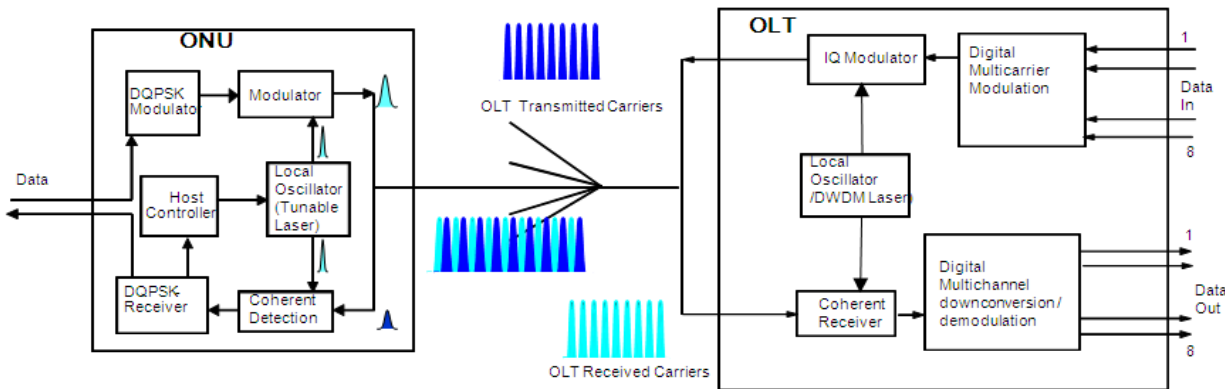 ONU
DQPSK
Modulator
Modulator
Data
Host
Controller
Local
Oscillator
(Tunable
Laser)
DQPSK-
Receiver
Coherent
Detection
OLT Transmitted Carriers
OLT Received Carriers
OLT
IQ Modulator
Digital
Multicarrier
Modulation
1
Data
In
8
Local
Oscillator
/DWDM Laser)
Coherent
Receiver
Digital
Multichannel
downconversion /
demodulation
1
Data
Out
8